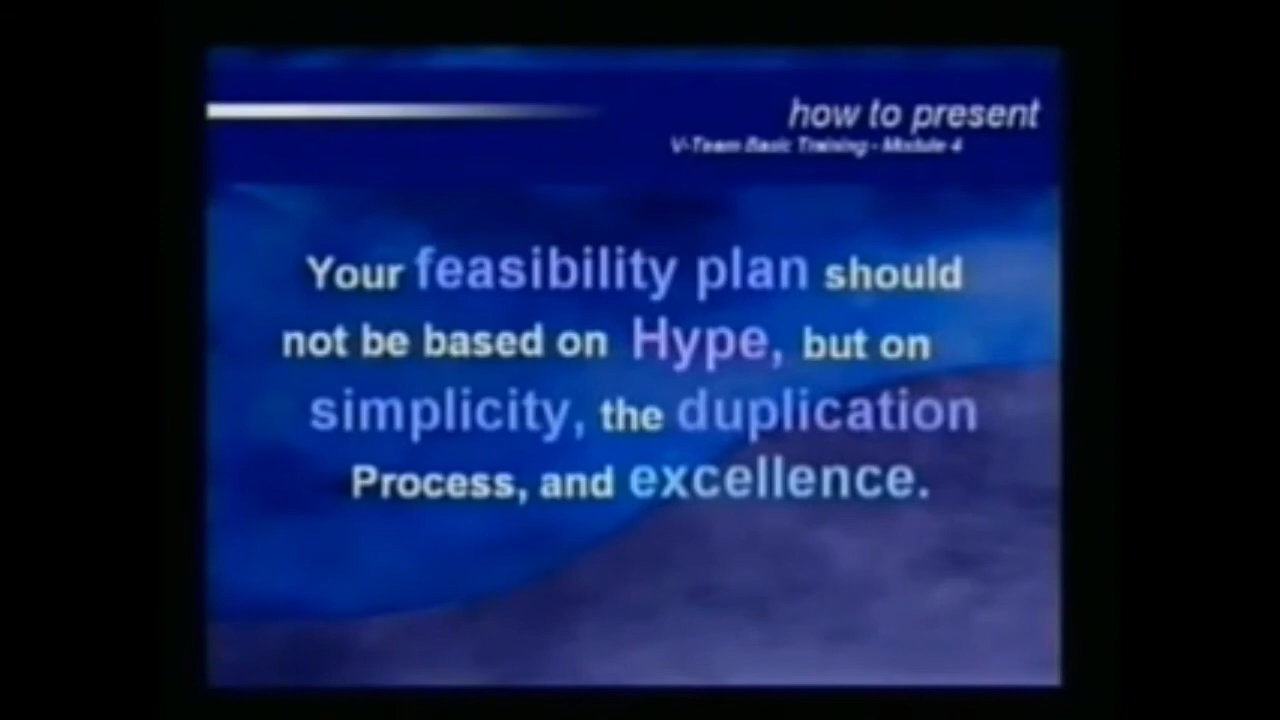 how to present
V-Team Basic Training - Module 4
Your feasibility plan should
not be based on Hype, but on
simplicity, the duplication
Process, and excellence.